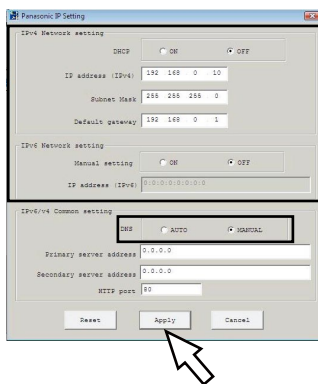 Panasonic IP Setting
IPv4 Network setting
DHCP ON OFF
IP address (IPv4) 192 .168 .0 .10
Subnet Mask 255 .255 .255 .0
Default gateway 192 .168 .0 .1
IPv6 Network setting
Manual setting ON OFF
IP address (IPv6) 0:0:0:0:0:0:0:0
IPv6/v4 Common setting
DNS AUTO MANUAL
Primary server address 0.0.0.0
Secondary server address 0.0.0.0
HTTP port 80
Reset Apply Cancel